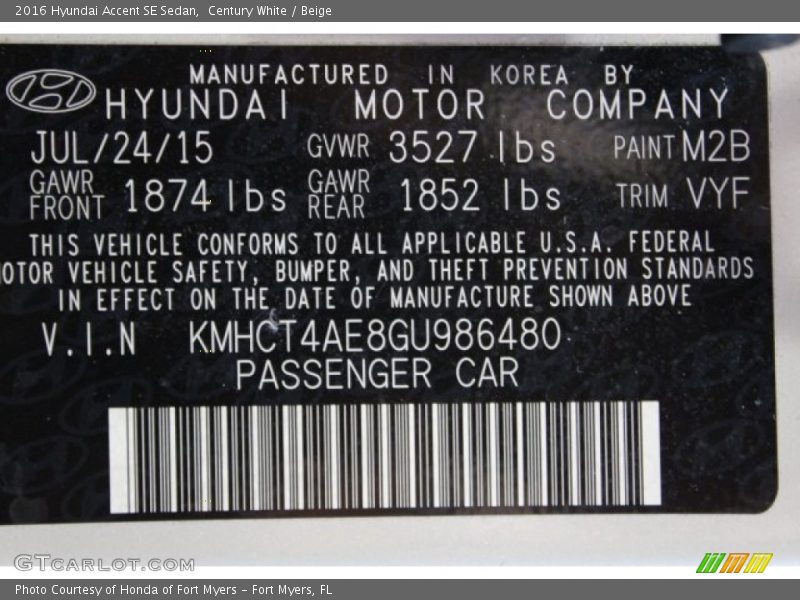 2016 Hyundai Accent SE Sedan, Century White / Beige
MANUFACTURED IN KOREA BY
HYUNDAI MOTOR COMPANY
JUL/24/15 GVWR 3527 lbs PAINT M2B
GAWR FRONT 1874 lbs GAWR REAR 1852 lbs TRIM VYF
THIS VEHICLE CONFORMS TO ALL APPLICABLE U.S.A. FEDERAL
MOTOR VEHICLE SAFETY, BUMPER, AND THEFT PREVENTION STANDARDS
IN EFFECT ON THE DATE OF MANUFACTURE SHOWN ABOVE
V.I.N KMHCT4AE8GU986480
PASSENGER CAR
GTCARLOT.COM
Photo Courtesy of Honda of Fort Myers – Fort Myers, FL